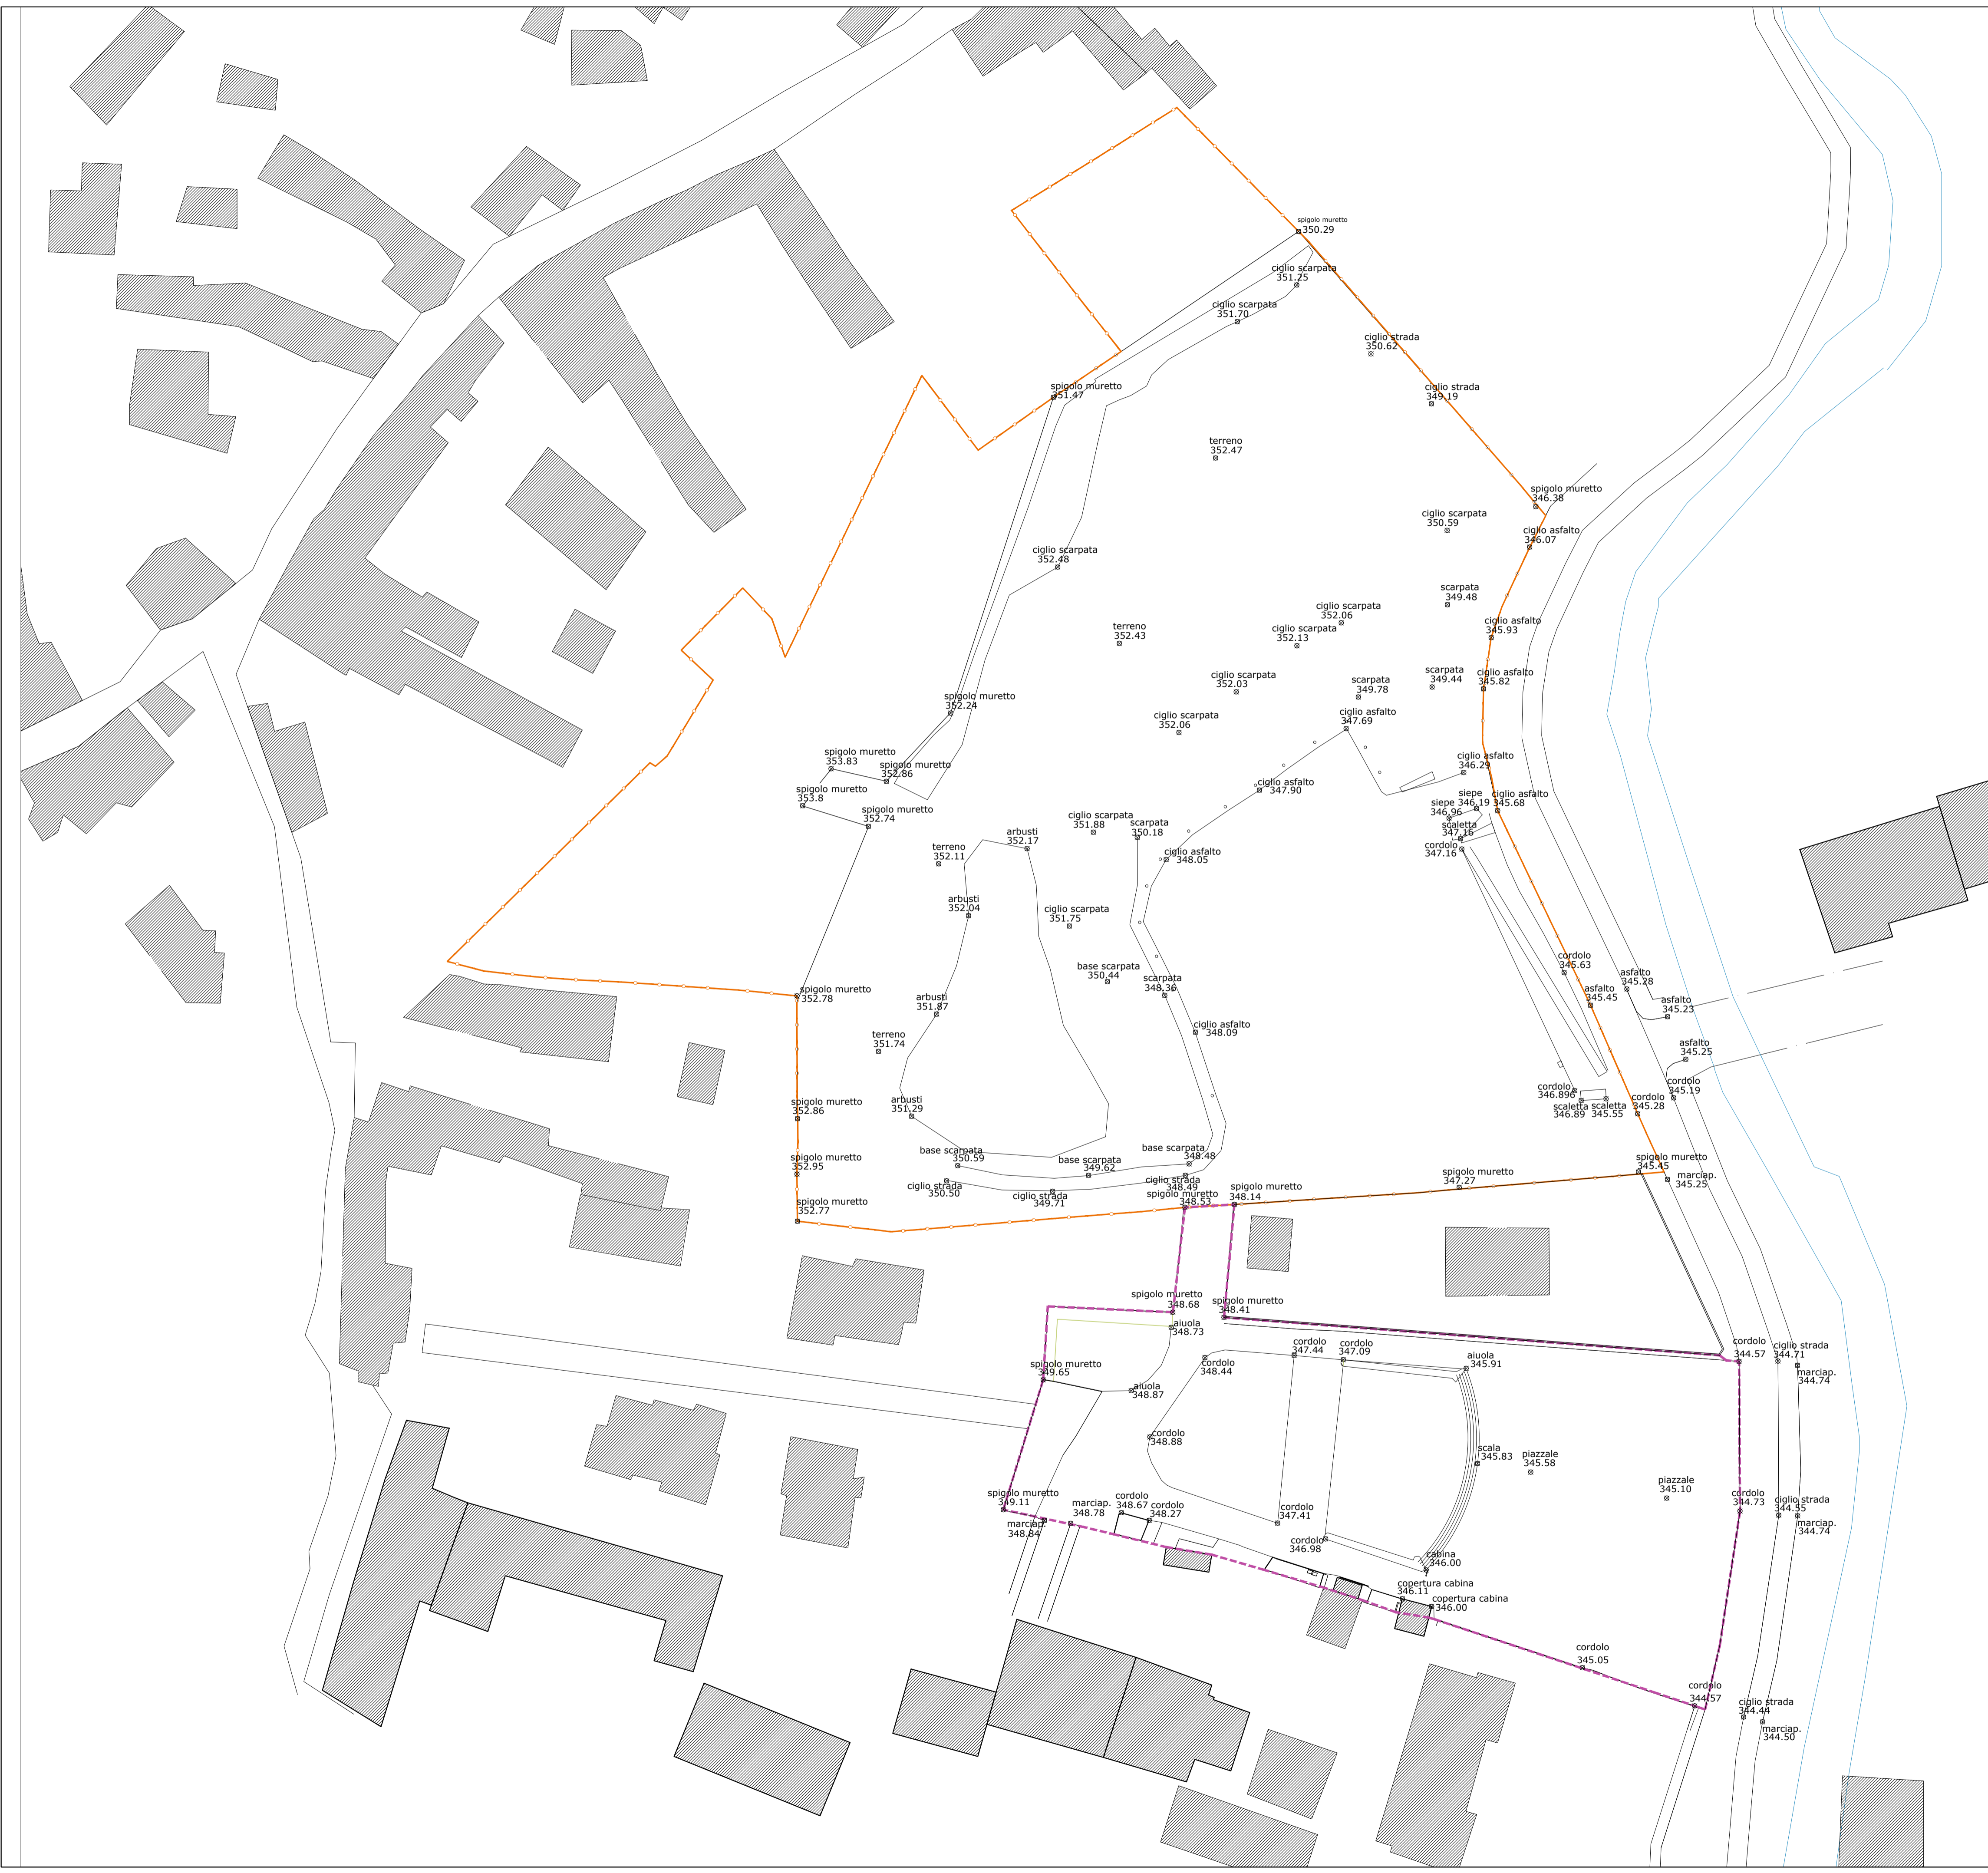 spigolo muretto
350.29
ciglio scarpata
351.25
ciglio scarpata
351.70
ciglio strada
350.62
spigolo muretto
351.47
ciglio strada
349.19
terreno
352.47
spigolo muretto
346.38
ciglio scarpata
350.59
ciglio asfalto
346.07
ciglio scarpata
352.48
scarpata
349.48
ciglio scarpata
352.06
ciglio asfalto
345.93
terreno
352.43
ciglio scarpata
352.13
scarpata
349.44
ciglio asfalto
345.82
ciglio scarpata
352.03
scarpata
349.78
spigolo muretto
352.24
ciglio scarpata
352.06
ciglio asfalto
347.69
spigolo muretto
353.83
spigolo muretto
352.86
ciglio asfalto
346.29
spigolo muretto
353.8
ciglio asfalto
347.90
siepe
346.19
siepe
346.96
ciglio asfalto
345.68
spigolo muretto
352.74
ciglio scarpata
351.88
scarpata
350.18
scaletta
347.16
arbusti
352.17
cordolo
347.16
terreno
352.11
ciglio asfalto
348.05
arbusti
352.04
ciglio scarpata
351.75
base scarpata
350.44
scarpata
348.36
cordolo
345.63
asfalto
345.28
spigolo muretto
352.78
arbusti
351.87
asfalto
345.45
asfalto
345.23
ciglio asfalto
348.09
terreno
351.74
asfalto
345.25
cordolo
346.896
cordolo
345.19
arbusti
351.29
scaletta
346.89
scaletta
345.55
cordolo
345.28
spigolo muretto
352.86
base scarpata
350.59
base scarpata
349.62
base scarpata
348.48
spigolo muretto
352.95
spigolo muretto
345.45
marciap.
345.25
ciglio strada
350.50
ciglio strada
349.71
ciglio strada
348.49
spigolo muretto
347.27
spigolo muretto
348.53
spigolo muretto
348.14
spigolo muretto
352.77
spigolo muretto
348.68
spigolo muretto
348.41
aiuola
348.73
cordolo
347.44
cordolo
347.09
cordolo
344.57
ciglio strada
344.71
marciap.
344.74
spigolo muretto
349.65
cordolo
348.44
aiuola
345.91
aiuola
348.87
cordolo
348.88
scala
345.83
piazzale
345.58
piazzale
345.10
spigolo muretto
349.11
marciap.
348.78
cordolo
348.67
cordolo
348.27
cordolo
347.41
cordolo
344.73
ciglio strada
344.55
marciap.
344.74
marciap.
348.84
cordolo
346.98
cabina
346.00
copertura cabina
346.11
copertura cabina
346.00
cordolo
345.05
cordolo
344.57
ciglio strada
344.44
marciap.
344.50